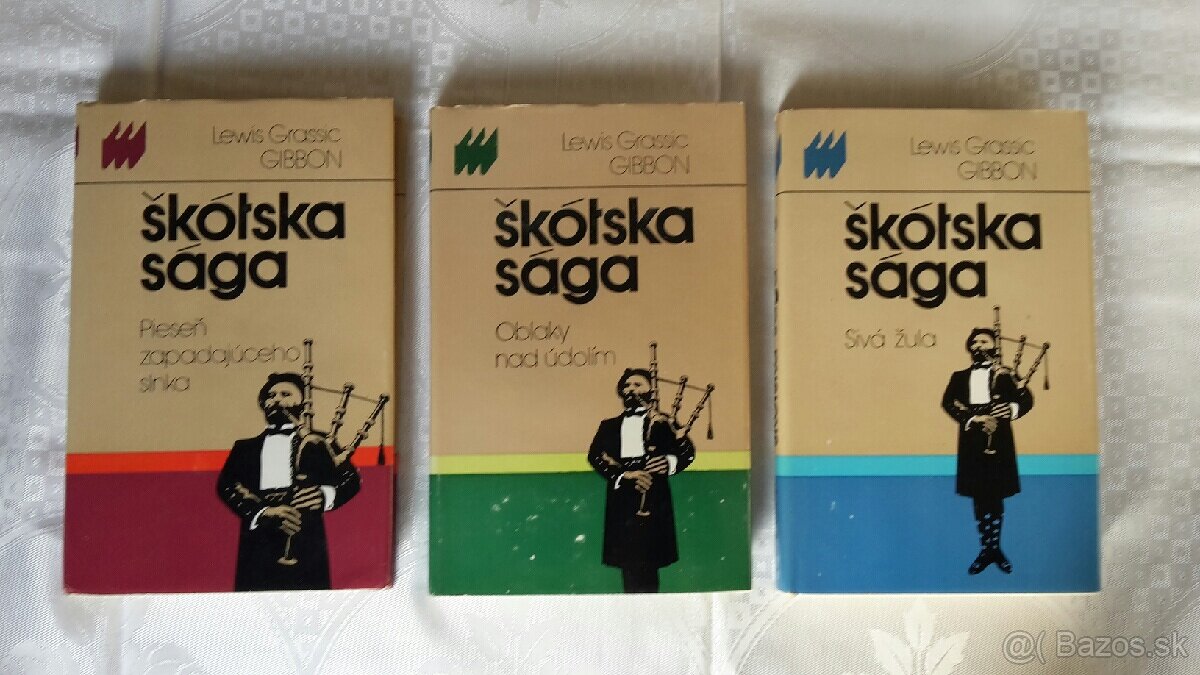 Lewis Grassic
GIBBON
škótska
sága
Pieseň
zapadajúceho
slnka
Lewis Grassic
GIBBON
škótska
sága
Oblaky
nad údolím
Lewis Grassic
GIBBON
škótska
sága
Sivá žula
@( Bazos.sk